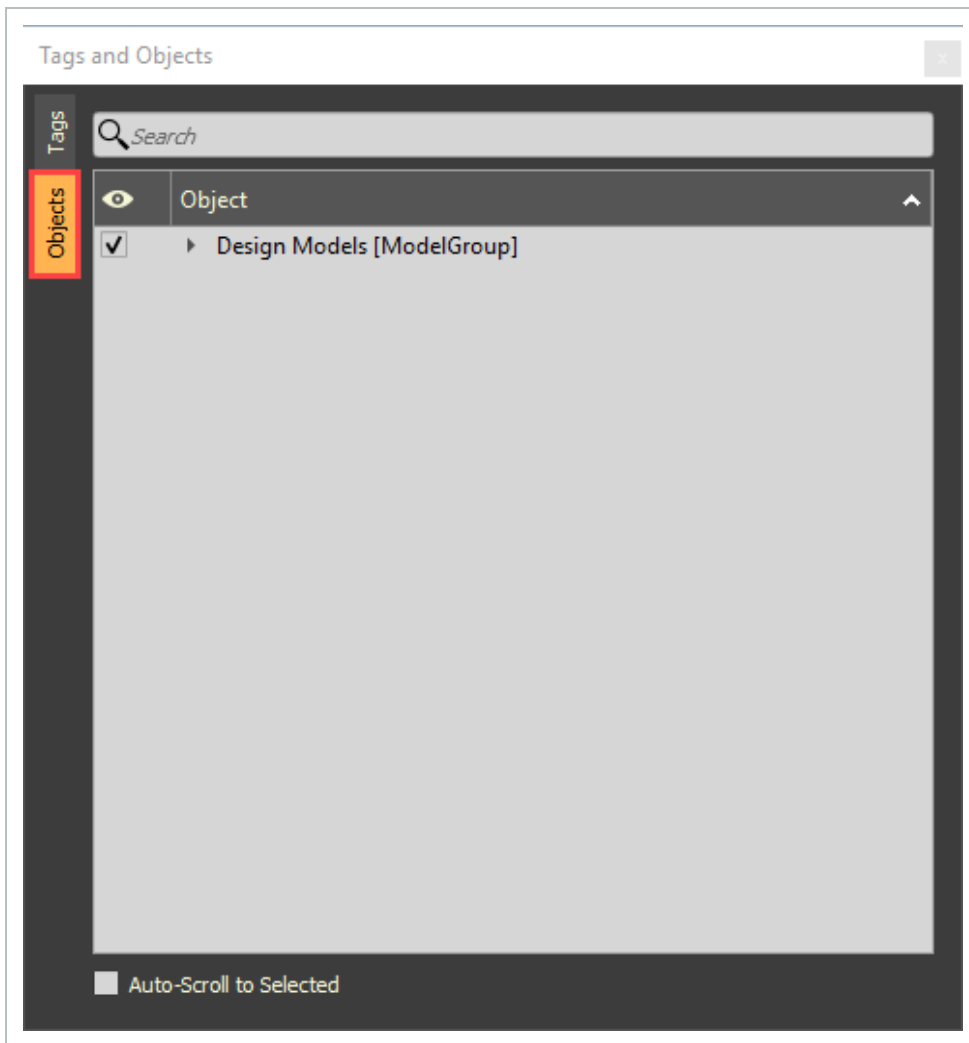 Tags and Objects
x
Tags
Search
Objects
Object
Design Models [ModelGroup]
Auto-Scroll to Selected